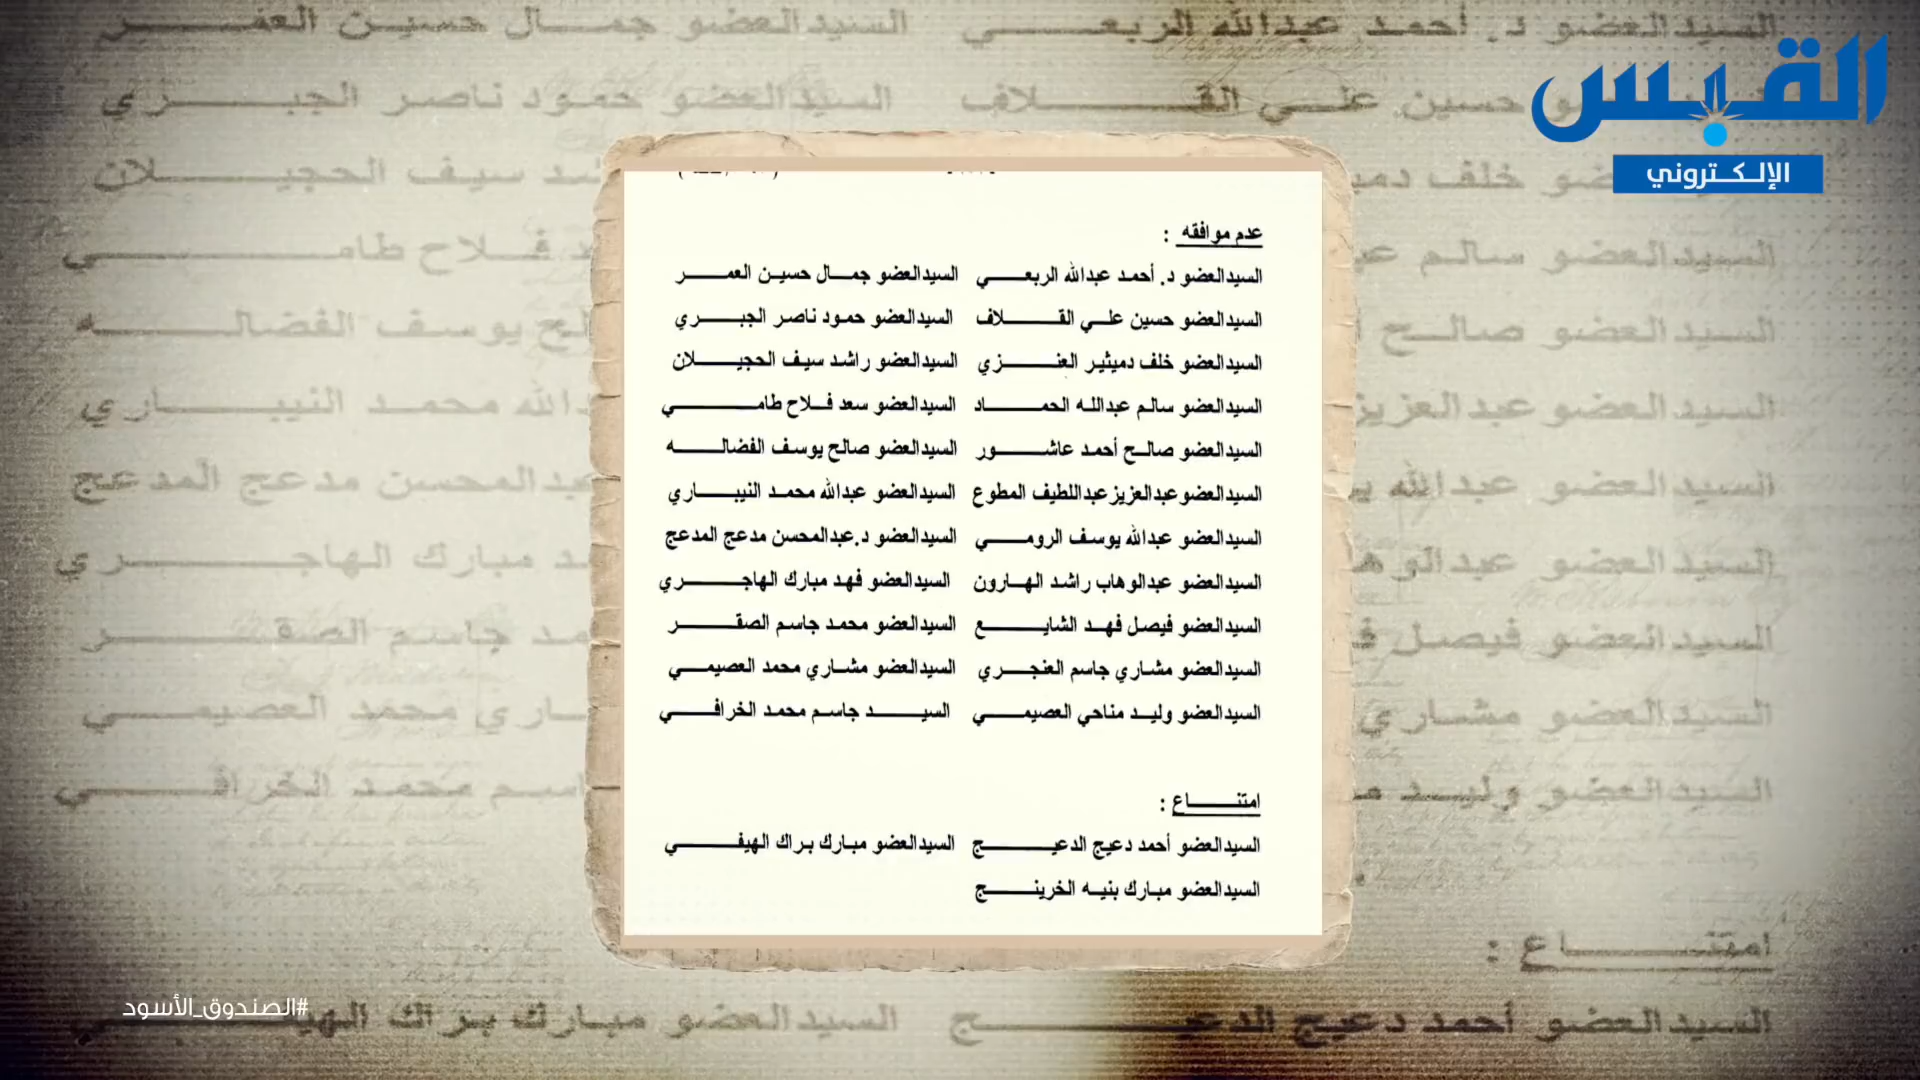 القبس
الإلكتروني
عدم موافقه :
السيدالعضو د. أحمد عبدالله الربعي السيدالعضو جمال حسين العمر
السيدالعضو حسين علي القلاف السيدالعضو حمود ناصر الجبري
السيدالعضو خلف دميثير العنزي السيدالعضو راشد سيف الحجيلان
السيدالعضو سالم عبدالله الحماد السيدالعضو سعد فلاح طامي
السيدالعضو صالح أحمد عاشور السيدالعضو صالح يوسف الفضاله
السيدالعضو عبدالعزيز عبداللطيف المطوع السيدالعضو عبدالله محمد النيباري
السيدالعضو عبدالله يوسف الرومي السيدالعضو د.عبدالمحسن مدعج المدعج
السيدالعضو عبدالوهاب راشد الهارون السيدالعضو فهد مبارك الهاجري
السيدالعضو فيصل فهد الشايع السيدالعضو محمد جاسم الصقر
السيدالعضو مشاري جاسم العنجري السيدالعضو مشاري محمد العصيمي
السيدالعضو وليد مناحي العصيمي السيد جاسم محمد الخرافي
امتناع :
السيدالعضو أحمد دعيج الدعيج السيدالعضو مبارك براك الهيفي
السيدالعضو مبارك بنيه الخرينج
#الصندوق_الأسود